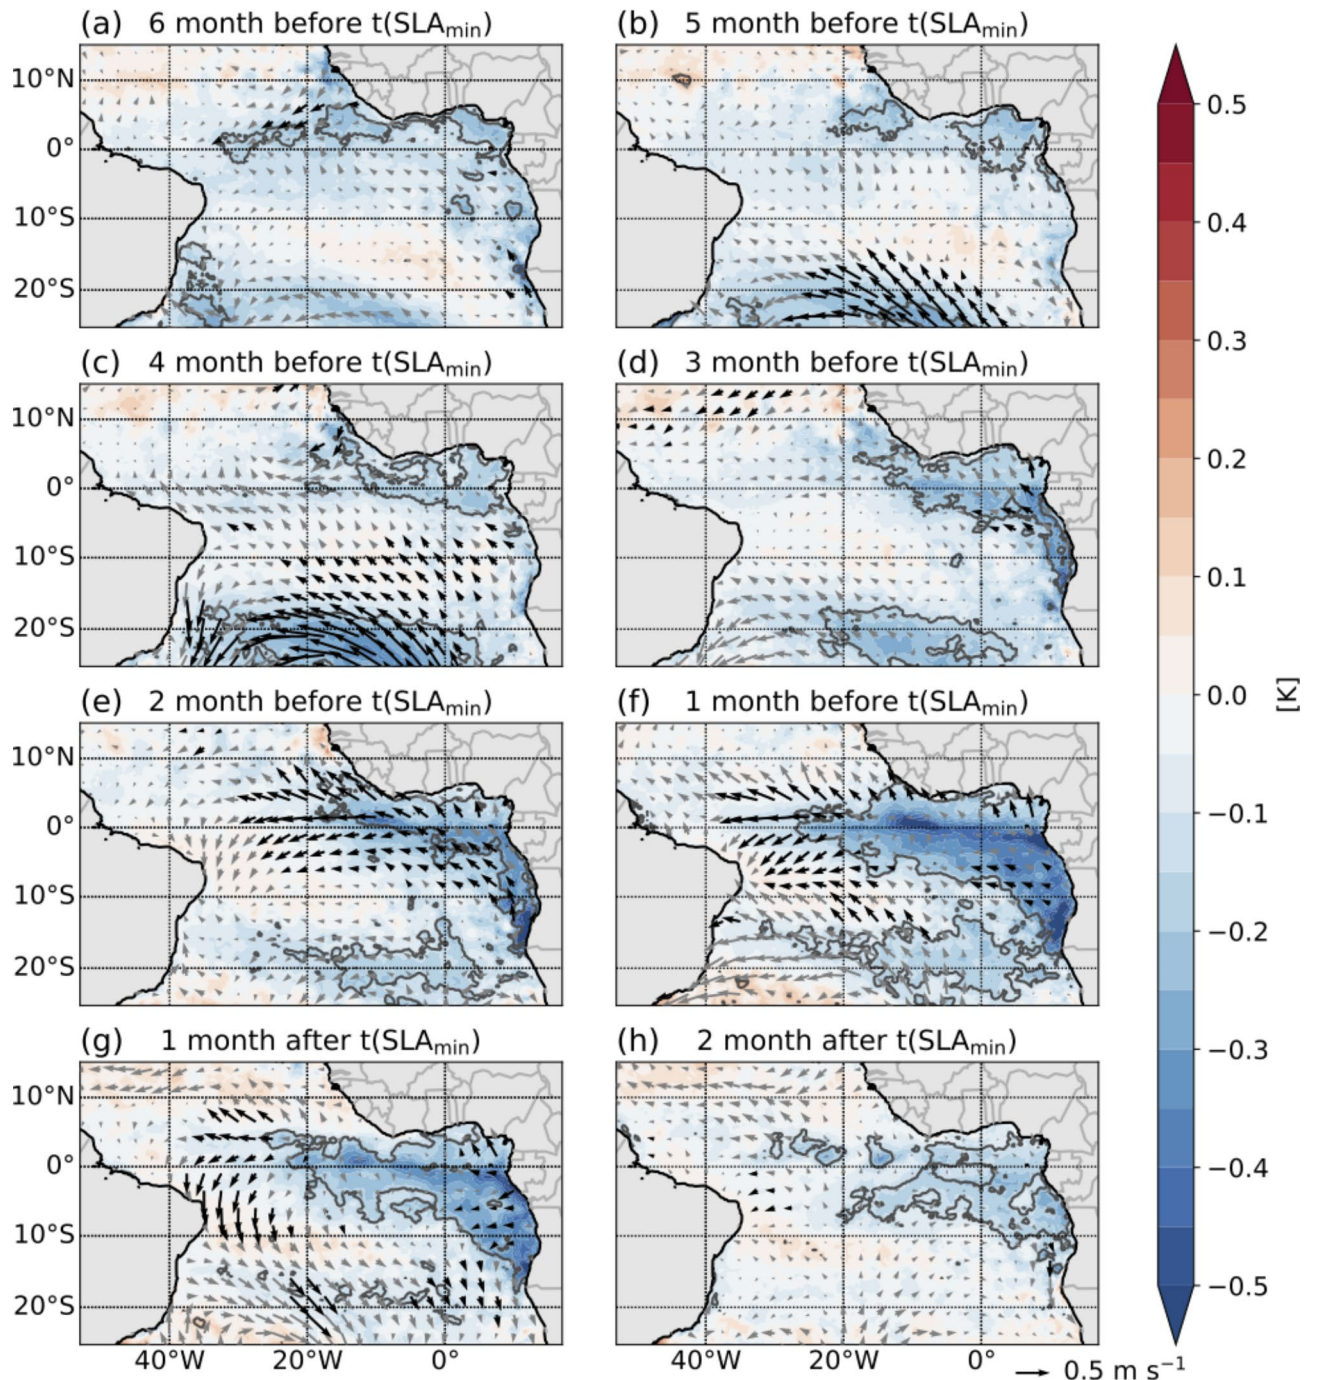 (a) 6 month before t(SLAmin)
(b) 5 month before t(SLAmin)
10°N
0°
10°S
20°S
(c) 4 month before t(SLAmin)
(d) 3 month before t(SLAmin)
10°N
0°
10°S
20°S
(e) 2 month before t(SLAmin)
(f) 1 month before t(SLAmin)
10°N
0°
10°S
20°S
(g) 1 month after t(SLAmin)
(h) 2 month after t(SLAmin)
10°N
0°
10°S
20°S
40°W 20°W 0°
40°W 20°W 0°
0.5 m s⁻¹
0.5
0.4
0.3
0.2
0.1
0.0
−0.1
−0.2
−0.3
−0.4
−0.5
[K]